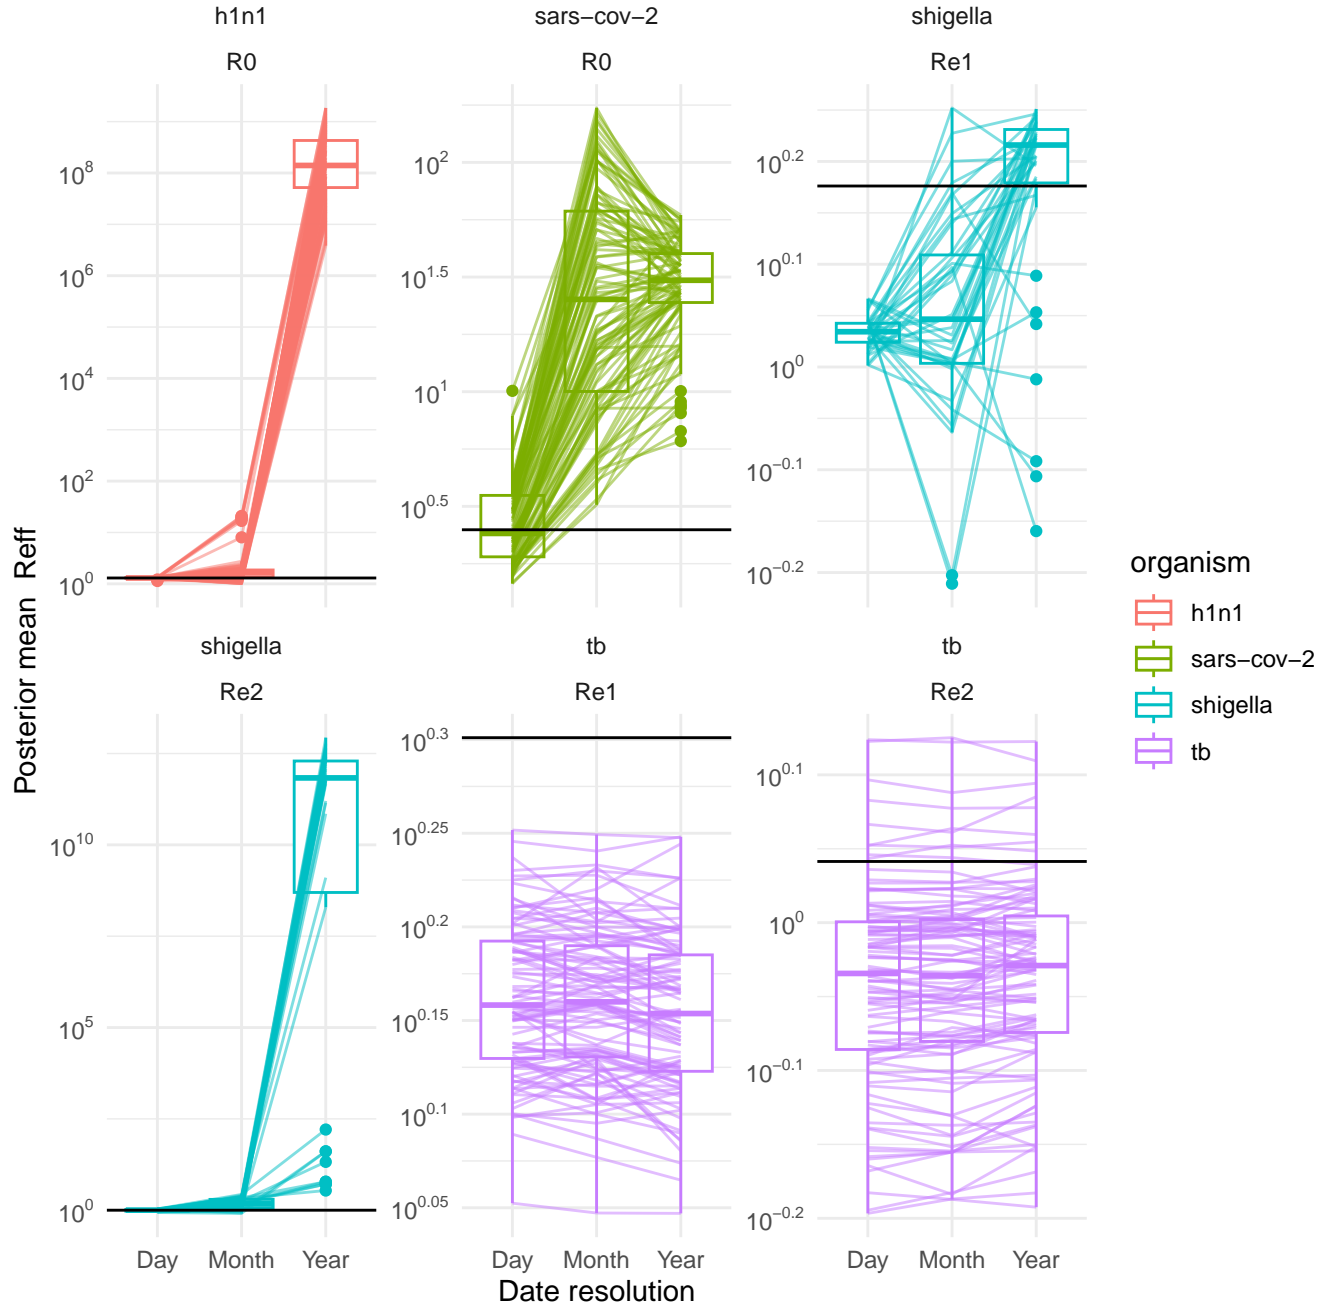 h1n1
R0
10^8
10^6
10^4
10^2
10^0
sars−cov−2
R0
10^2
10^1.5
10^1
10^0.5
shigella
Re1
10^0.2
10^0.1
10^0
10^−0.1
10^−0.2
shigella
Re2
10^10
10^5
10^0
Day Month Year
tb
Re1
10^0.3
10^0.25
10^0.2
10^0.15
10^0.1
10^0.05
Day Month Year
tb
Re2
10^0.1
10^0
10^−0.1
10^−0.2
Day Month Year
Posterior mean Reff
Date resolution
organism
h1n1
sars−cov−2
shigella
tb